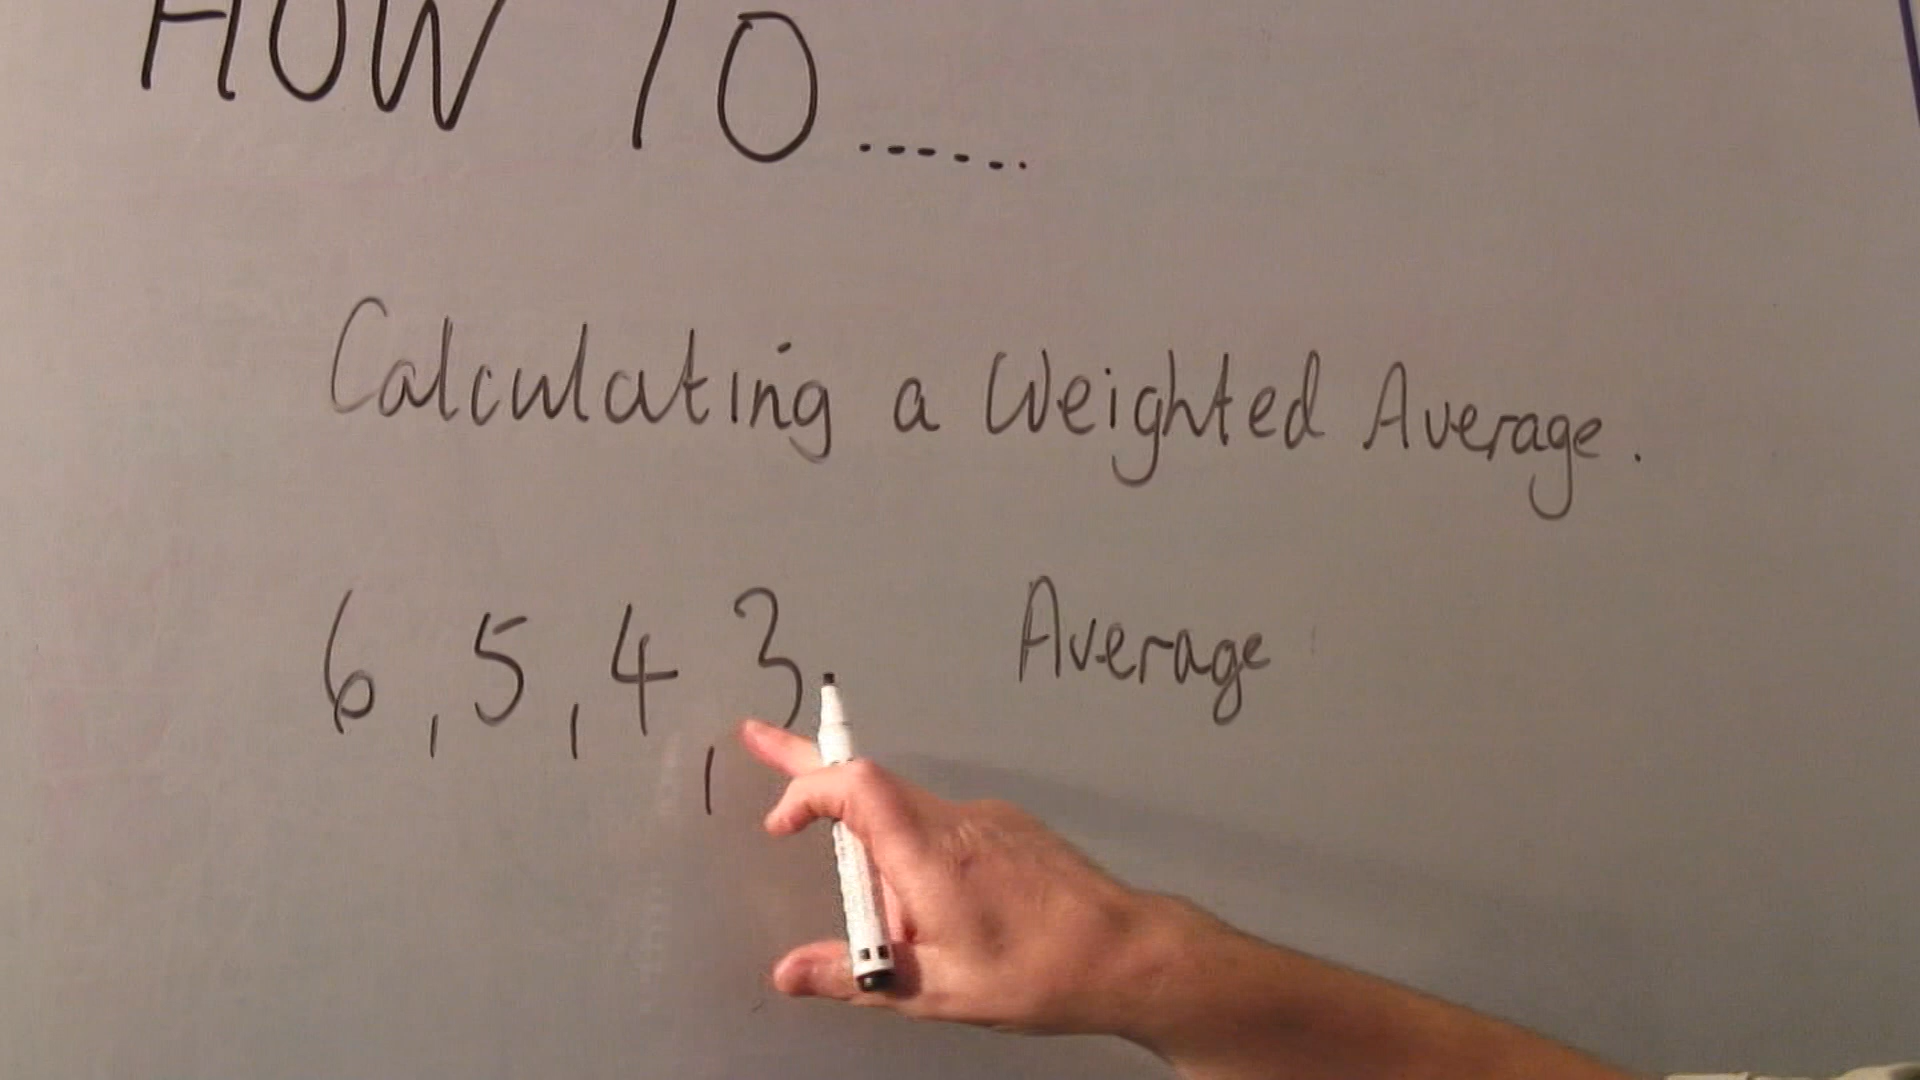 HOW TO......
Calculating a Weighted Average.
6, 5, 4, 3 Average